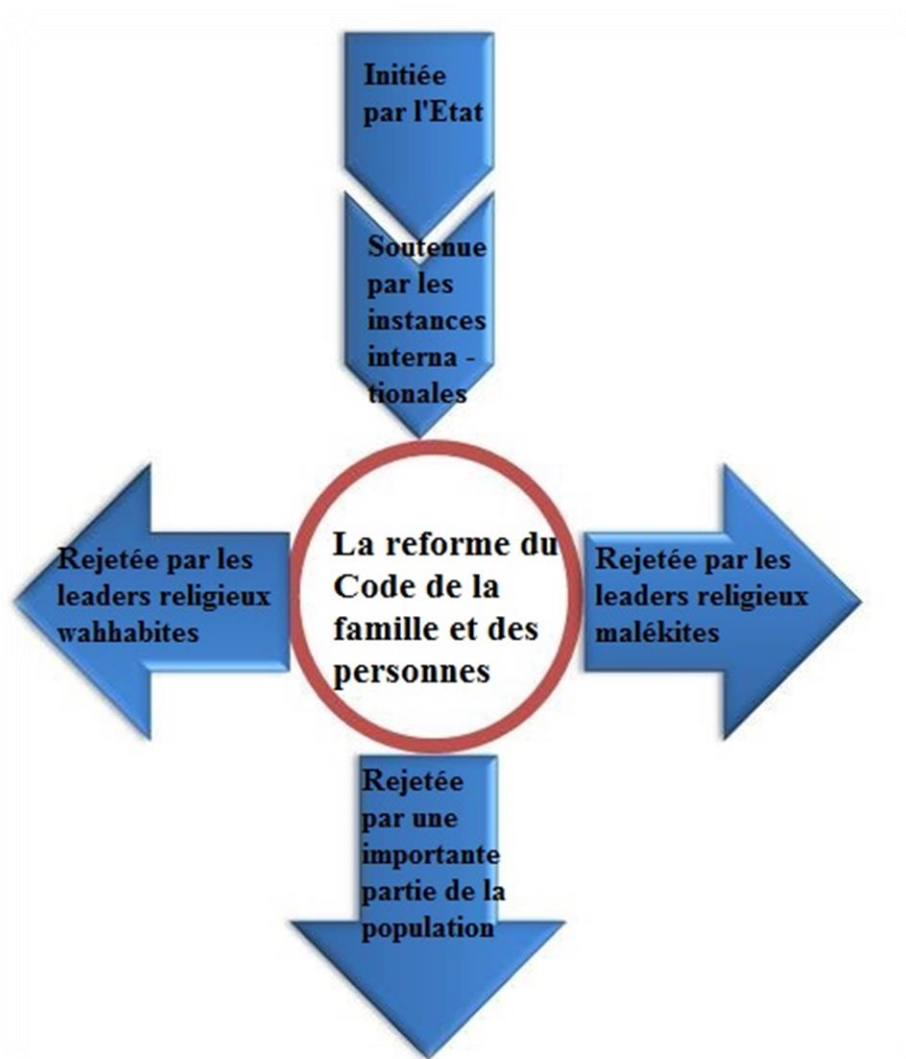 Initiée
par l'Etat
Soutenue
par les
instances
interna -
tionales
Rejetée par les
leaders religieux
wahhabites
La reforme du
Code de la
famille et des
personnes
Rejetée par les
leaders religieux
malékites
Rejetée
par une
importante
partie de la
population